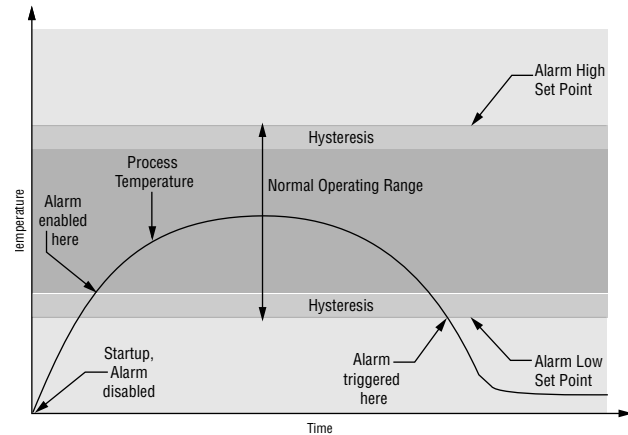 Alarm High
Set Point
Hysteresis
Process
Temperature
Normal Operating Range
Alarm
enabled
here
Temperature
Hysteresis
Startup,
Alarm
disabled
Alarm
triggered
here
Alarm Low
Set Point
Time